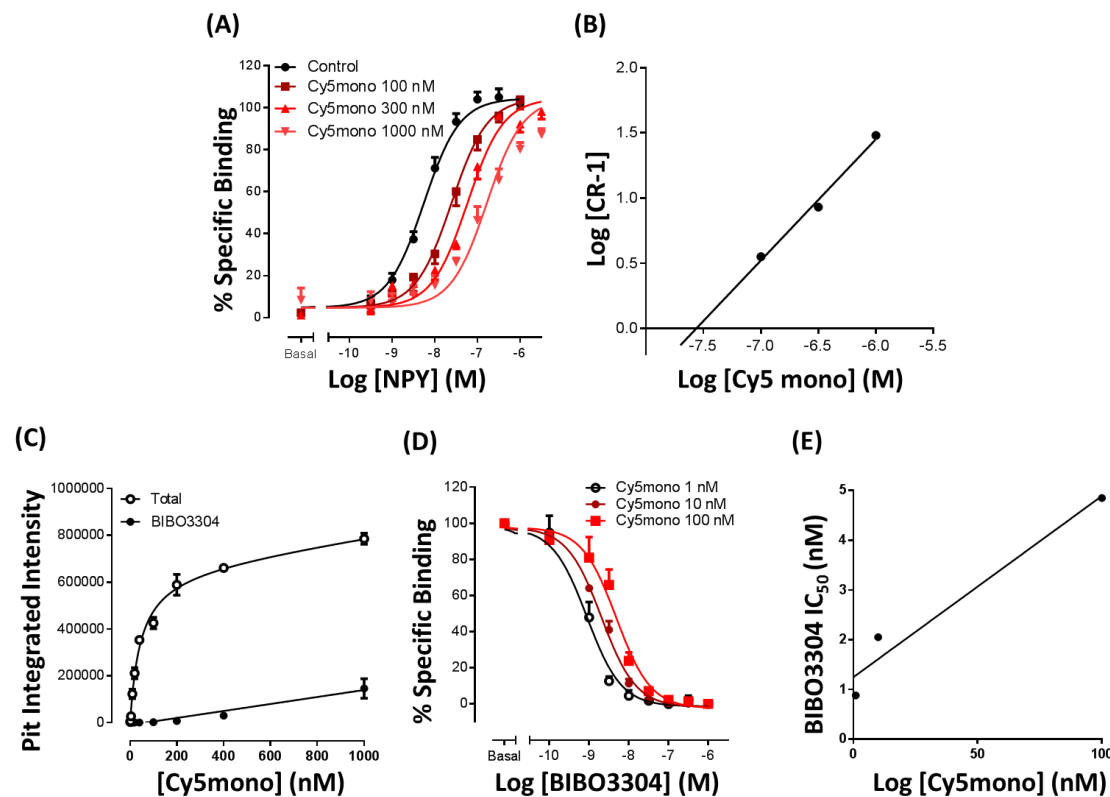 (A)
120
100
80
60
40
20
0
% Specific Binding
Control
Cy5mono 100 nM
Cy5mono 300 nM
Cy5mono 1000 nM
Basal -10 -9 -8 -7 -6
Log [NPY] (M)
(B)
2.0
1.5
1.0
0.5
0.0
Log [CR-1]
-7.5 -7.0 -6.5 -6.0 -5.5
Log [Cy5 mono] (M)
(C)
1000000
800000
600000
400000
200000
0
Pit Integrated Intensity
Total
BIBO3304
0 200 400 600 800 1000
[Cy5mono] (nM)
(D)
120
100
80
60
40
20
0
% Specific Binding
Cy5mono 1 nM
Cy5mono 10 nM
Cy5mono 100 nM
Basal -10 -9 -8 -7 -6
Log [BIBO3304] (M)
(E)
5
4
3
2
1
0
BIBO3304 IC50 (nM)
0 50 100
Log [Cy5mono] (nM)